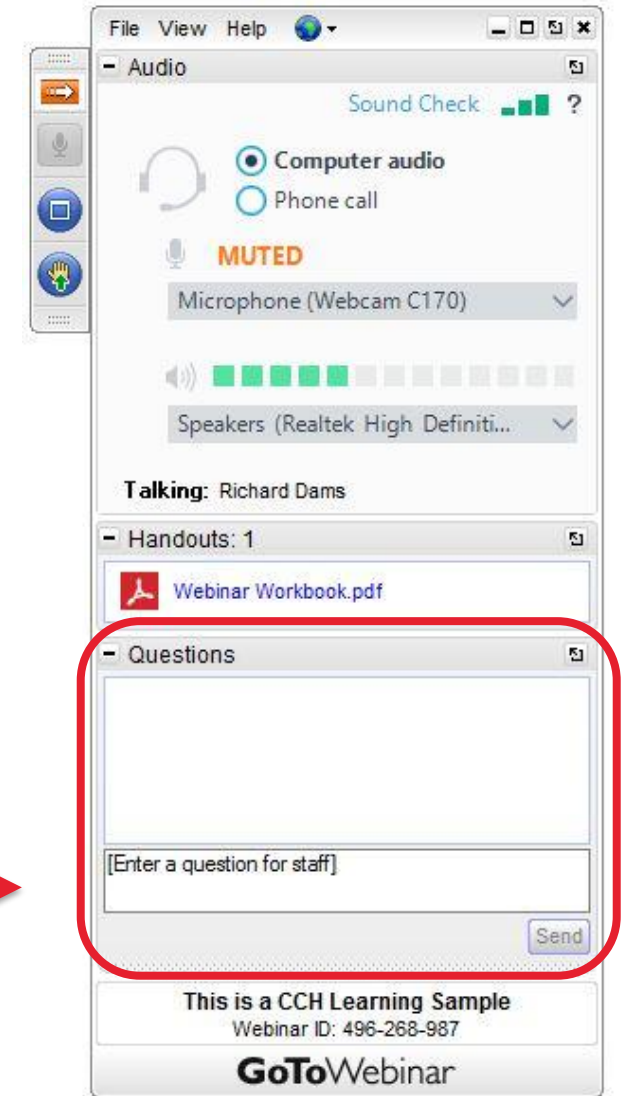 File View Help
- Audio
Sound Check ?
Computer audio
Phone call
MUTED
Microphone (Webcam C170)
Speakers (Realtek High Definiti...
Talking: Richard Dams
- Handouts: 1
Webinar Workbook.pdf
- Questions
[Enter a question for staff]
Send
This is a CCH Learning Sample
Webinar ID: 496-268-987
GoToWebinar